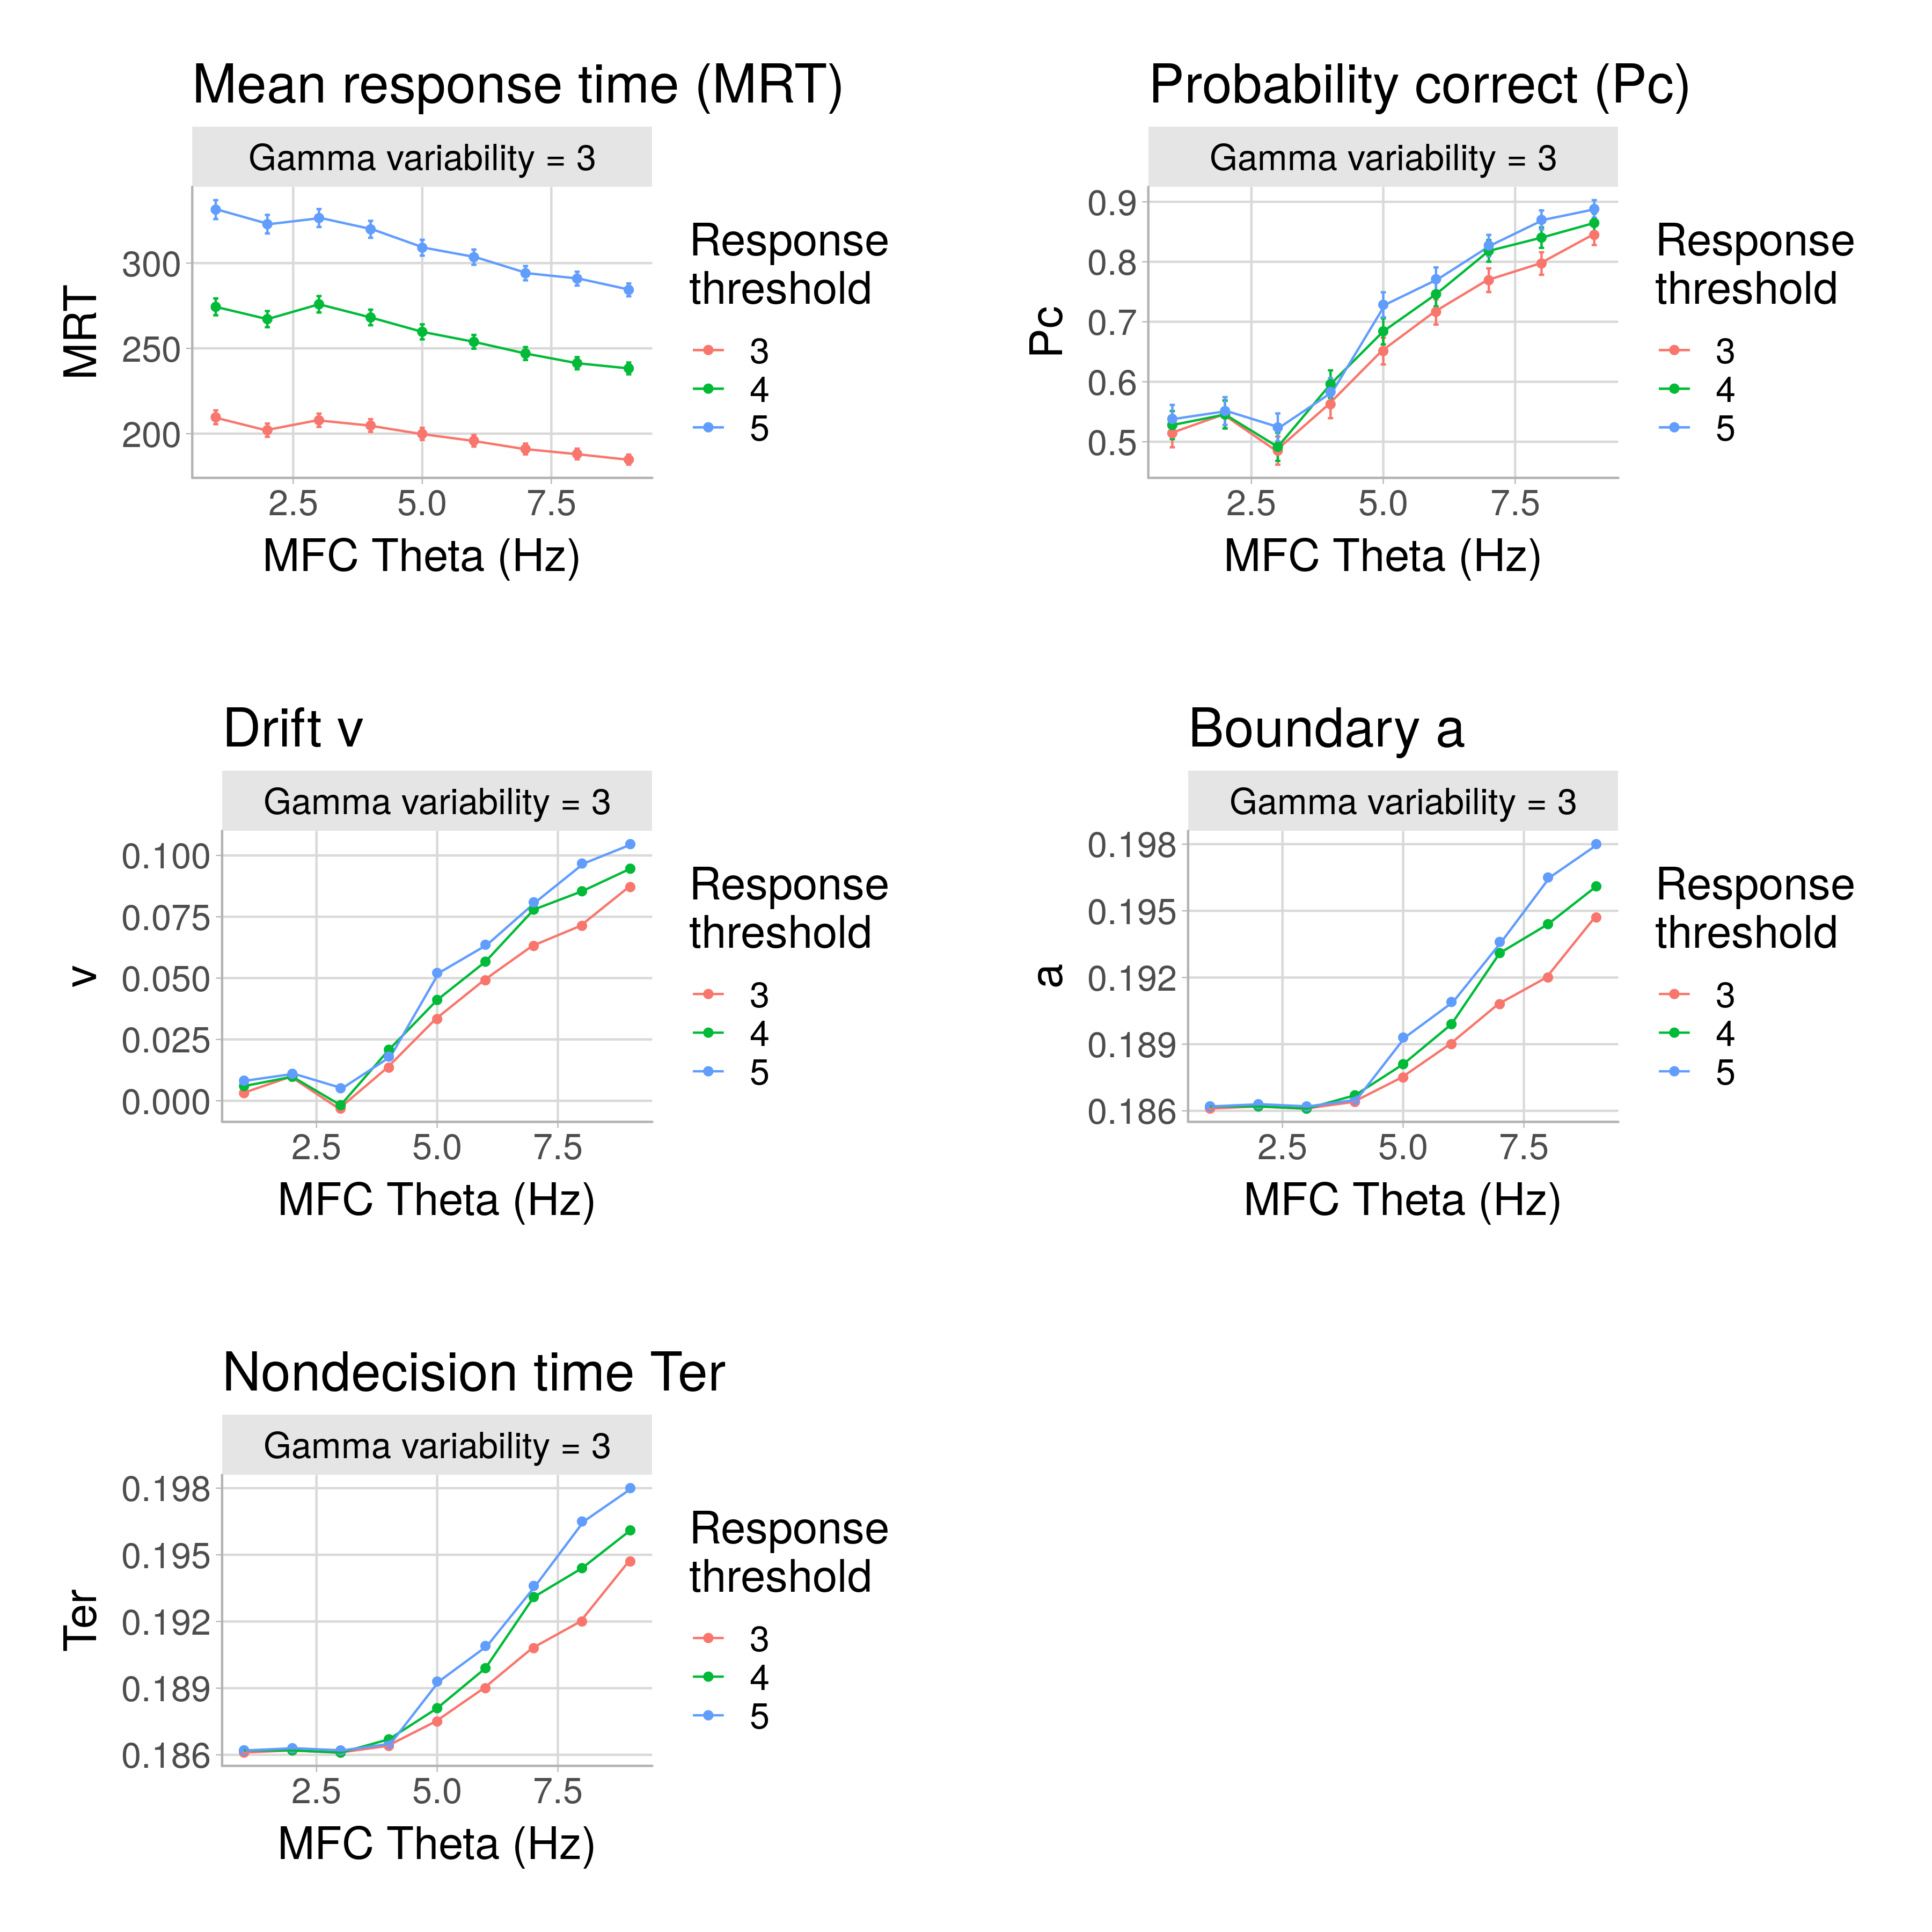 Mean response time (MRT)
Gamma variability = 3
MRT
300
250
200
2.5 5.0 7.5
MFC Theta (Hz)
Response
threshold
3
4
5
Probability correct (Pc)
Gamma variability = 3
Pc
0.9
0.8
0.7
0.6
0.5
2.5 5.0 7.5
MFC Theta (Hz)
Response
threshold
3
4
5
Drift v
Gamma variability = 3
v
0.100
0.075
0.050
0.025
0.000
2.5 5.0 7.5
MFC Theta (Hz)
Response
threshold
3
4
5
Boundary a
Gamma variability = 3
a
0.198
0.195
0.192
0.189
0.186
2.5 5.0 7.5
MFC Theta (Hz)
Response
threshold
3
4
5
Nondecision time Ter
Gamma variability = 3
Ter
0.198
0.195
0.192
0.189
0.186
2.5 5.0 7.5
MFC Theta (Hz)
Response
threshold
3
4
5